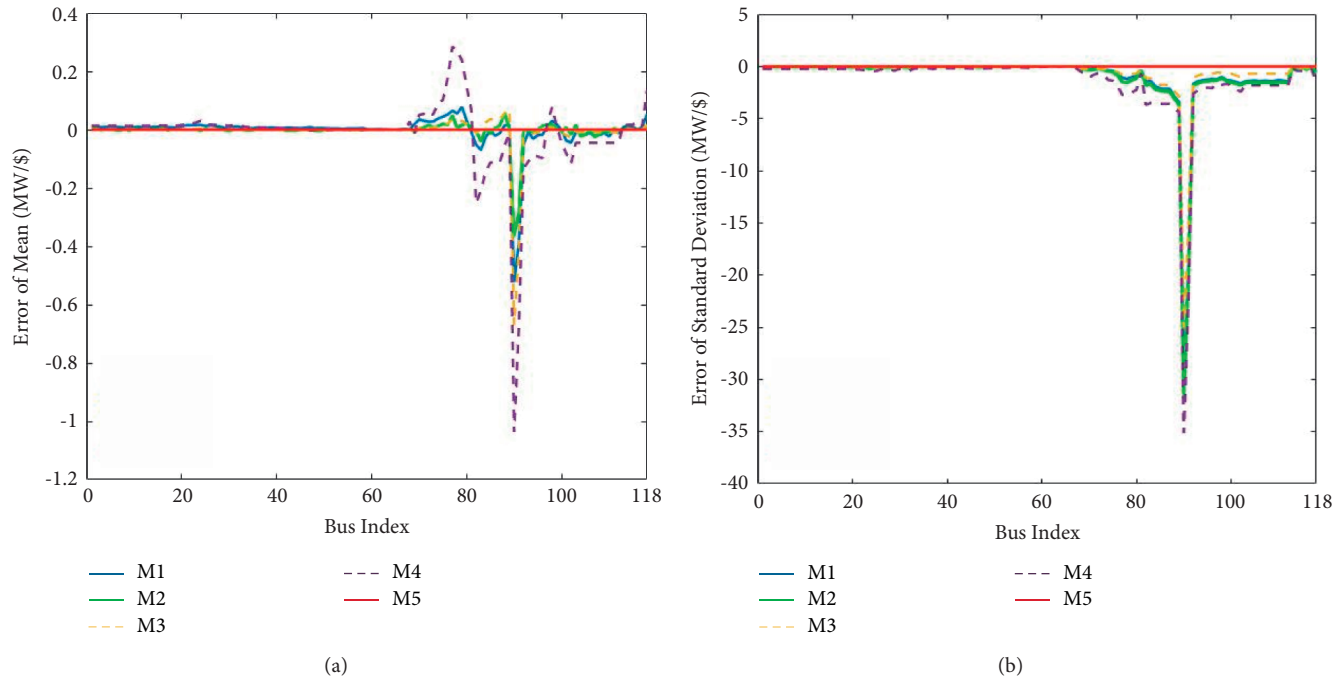 0.4
0.2
0
-0.2
-0.4
-0.6
-0.8
-1
-1.2
Error of Mean (MW/$)
0 20 40 60 80 100 118
Bus Index
M1
M2
M3
M4
M5
(a)
5
0
-5
-10
-15
-20
-25
-30
-35
-40
Error of Standard Deviation (MW/$)
0 20 40 60 80 100 118
Bus Index
M1
M2
M3
M4
M5
(b)